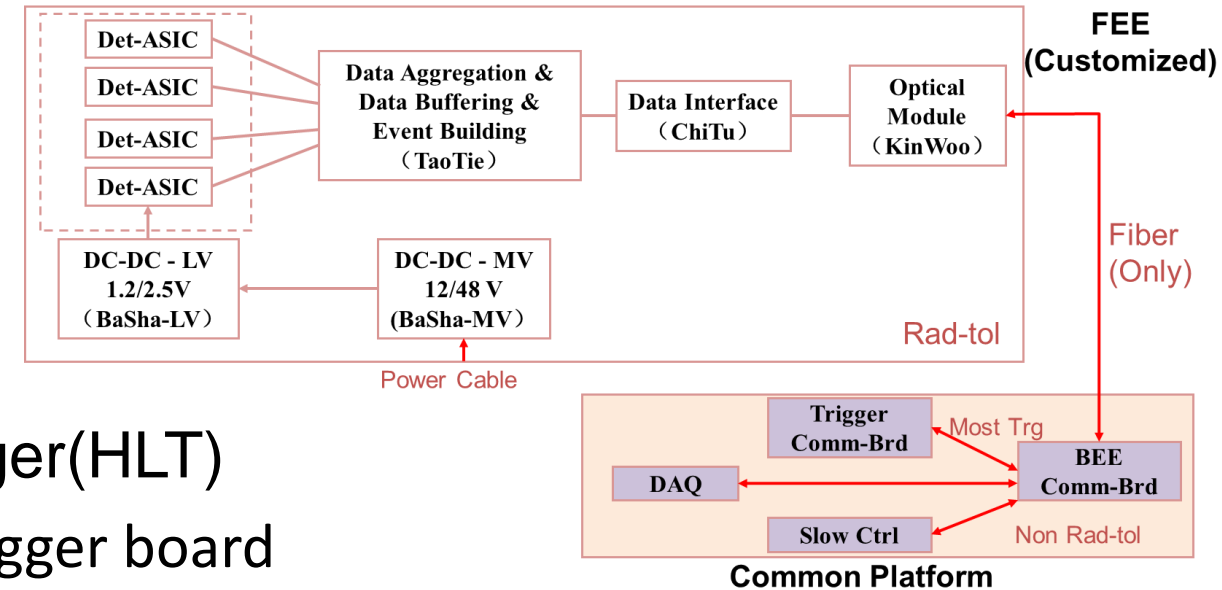 FEE
(Customized)
Det-ASIC
Det-ASIC
Det-ASIC
Det-ASIC
Data Aggregation &
Data Buffering &
Event Building
（TaoTie）
Data Interface
（ChiTu）
Optical
Module
（KinWoo）
DC-DC - LV
1.2/2.5V
（BaSha-LV）
DC-DC - MV
12/48 V
(BaSha-MV）
Rad-tol
Fiber
(Only)
Power Cable
ger(HLT)
gger board
Trigger
Comm-Brd
Most Trg
BEE
Comm-Brd
DAQ
Slow Ctrl
Non Rad-tol
Common Platform